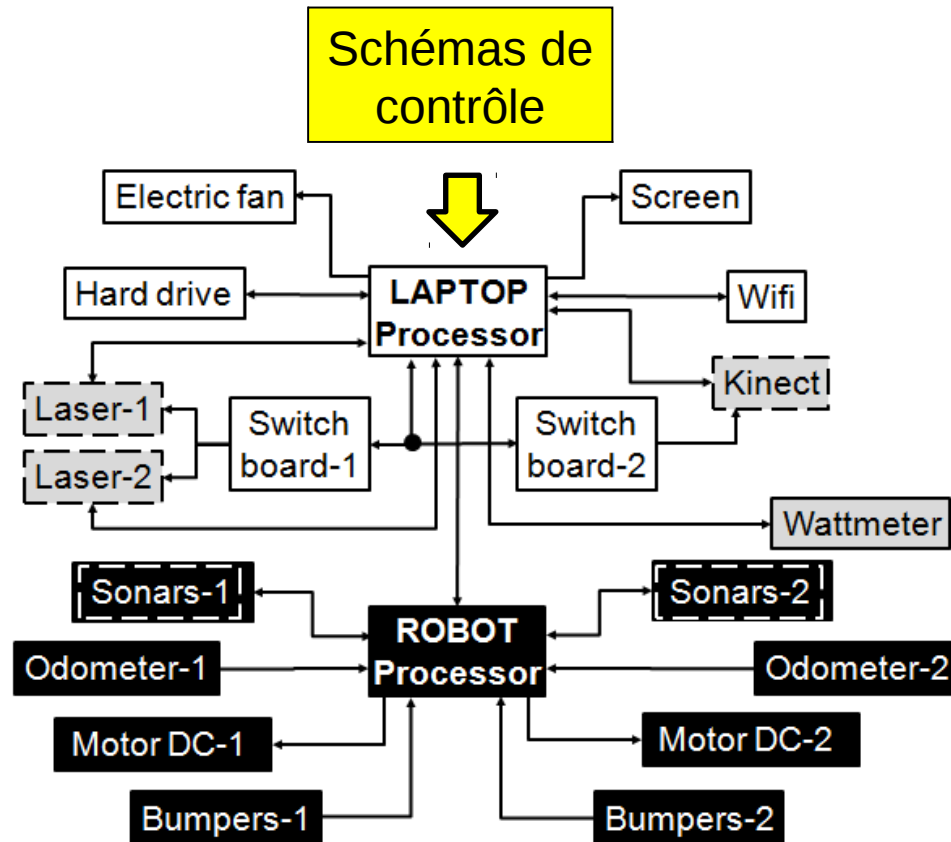 Schémas de
contrôle
Electric fan
Screen
Hard drive
LAPTOP
Processor
Wifi
Kinect
Laser-1
Laser-2
Switch
board-1
Switch
board-2
Wattmeter
Sonars-1
Sonars-2
ROBOT
Processor
Odometer-1
Odometer-2
Motor DC-1
Motor DC-2
Bumpers-1
Bumpers-2